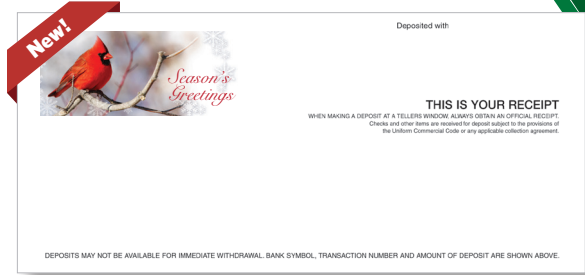 New!
Deposited with
Season's
Greetings
THIS IS YOUR RECEIPT
WHEN MAKING A DEPOSIT AT A TELLERS WINDOW, ALWAYS OBTAIN AN OFFICIAL RECEIPT.
Checks and other items are received for deposit subject to the provisions of
the Uniform Commercial Code or any applicable collection agreement.
DEPOSITS MAY NOT BE AVAILABLE FOR IMMEDIATE WITHDRAWAL. BANK SYMBOL, TRANSACTION NUMBER AND AMOUNT OF DEPOSIT ARE SHOWN ABOVE.